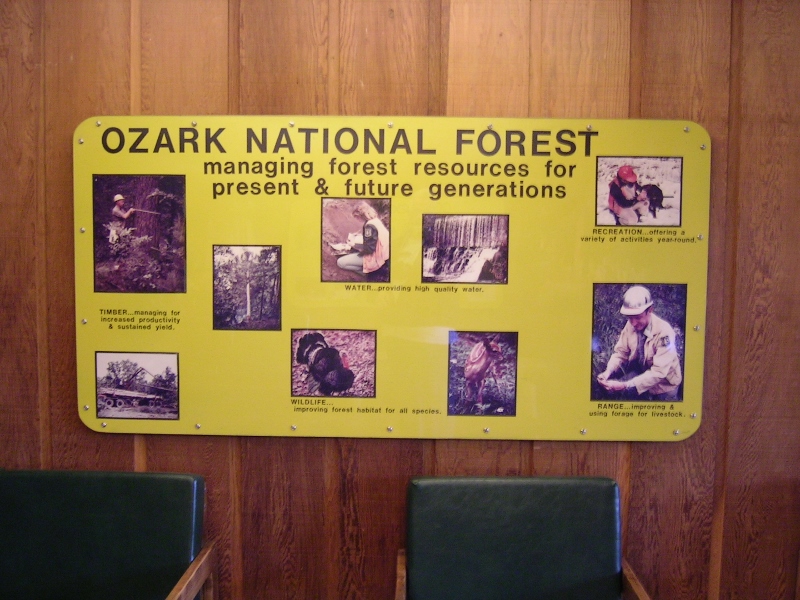 OZARK NATIONAL FOREST
managing forest resources for
present & future generations
RECREATION...offering a
variety of activities year-round.
WATER...providing high quality water.
TIMBER...managing for
increased productivity
& sustained yield.
WILDLIFE...
improving forest habitat for all species.
RANGE...improving &
using forage for livestock.